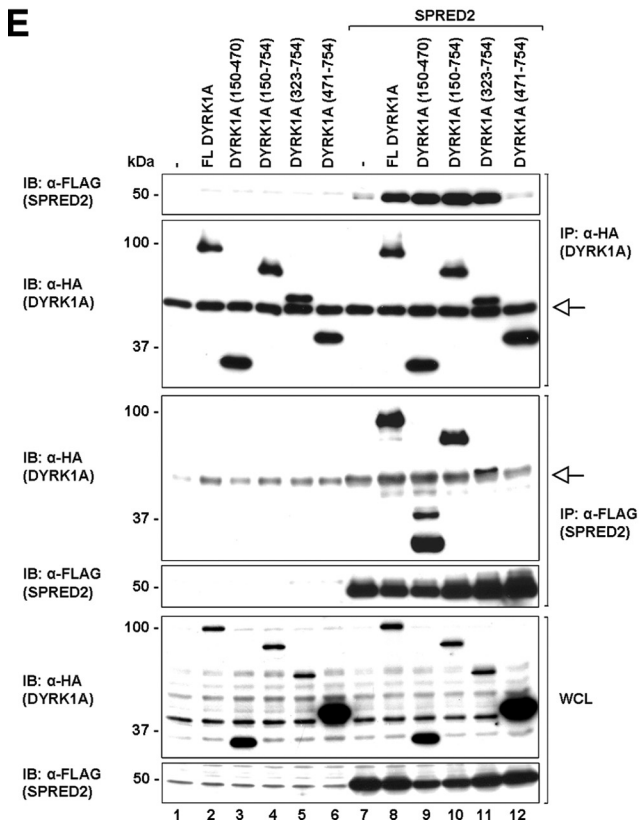 E
SPRED2
kDa
-
FL DYRK1A
DYRK1A (150-470)
DYRK1A (150-754)
DYRK1A (323-754)
DYRK1A (471-754)
-
FL DYRK1A
DYRK1A (150-470)
DYRK1A (150-754)
DYRK1A (323-754)
DYRK1A (471-754)
IB: α-FLAG
(SPRED2)
50 -
IP: α-HA
(DYRK1A)
100 -
IB: α-HA
(DYRK1A)
37 -
100 -
IB: α-HA
(DYRK1A)
37 -
IP: α-FLAG
(SPRED2)
IB: α-FLAG
(SPRED2)
50 -
100 -
IB: α-HA
(DYRK1A)
WCL
37 -
IB: α-FLAG
(SPRED2)
50 -
1 2 3 4 5 6 7 8 9 10 11 12